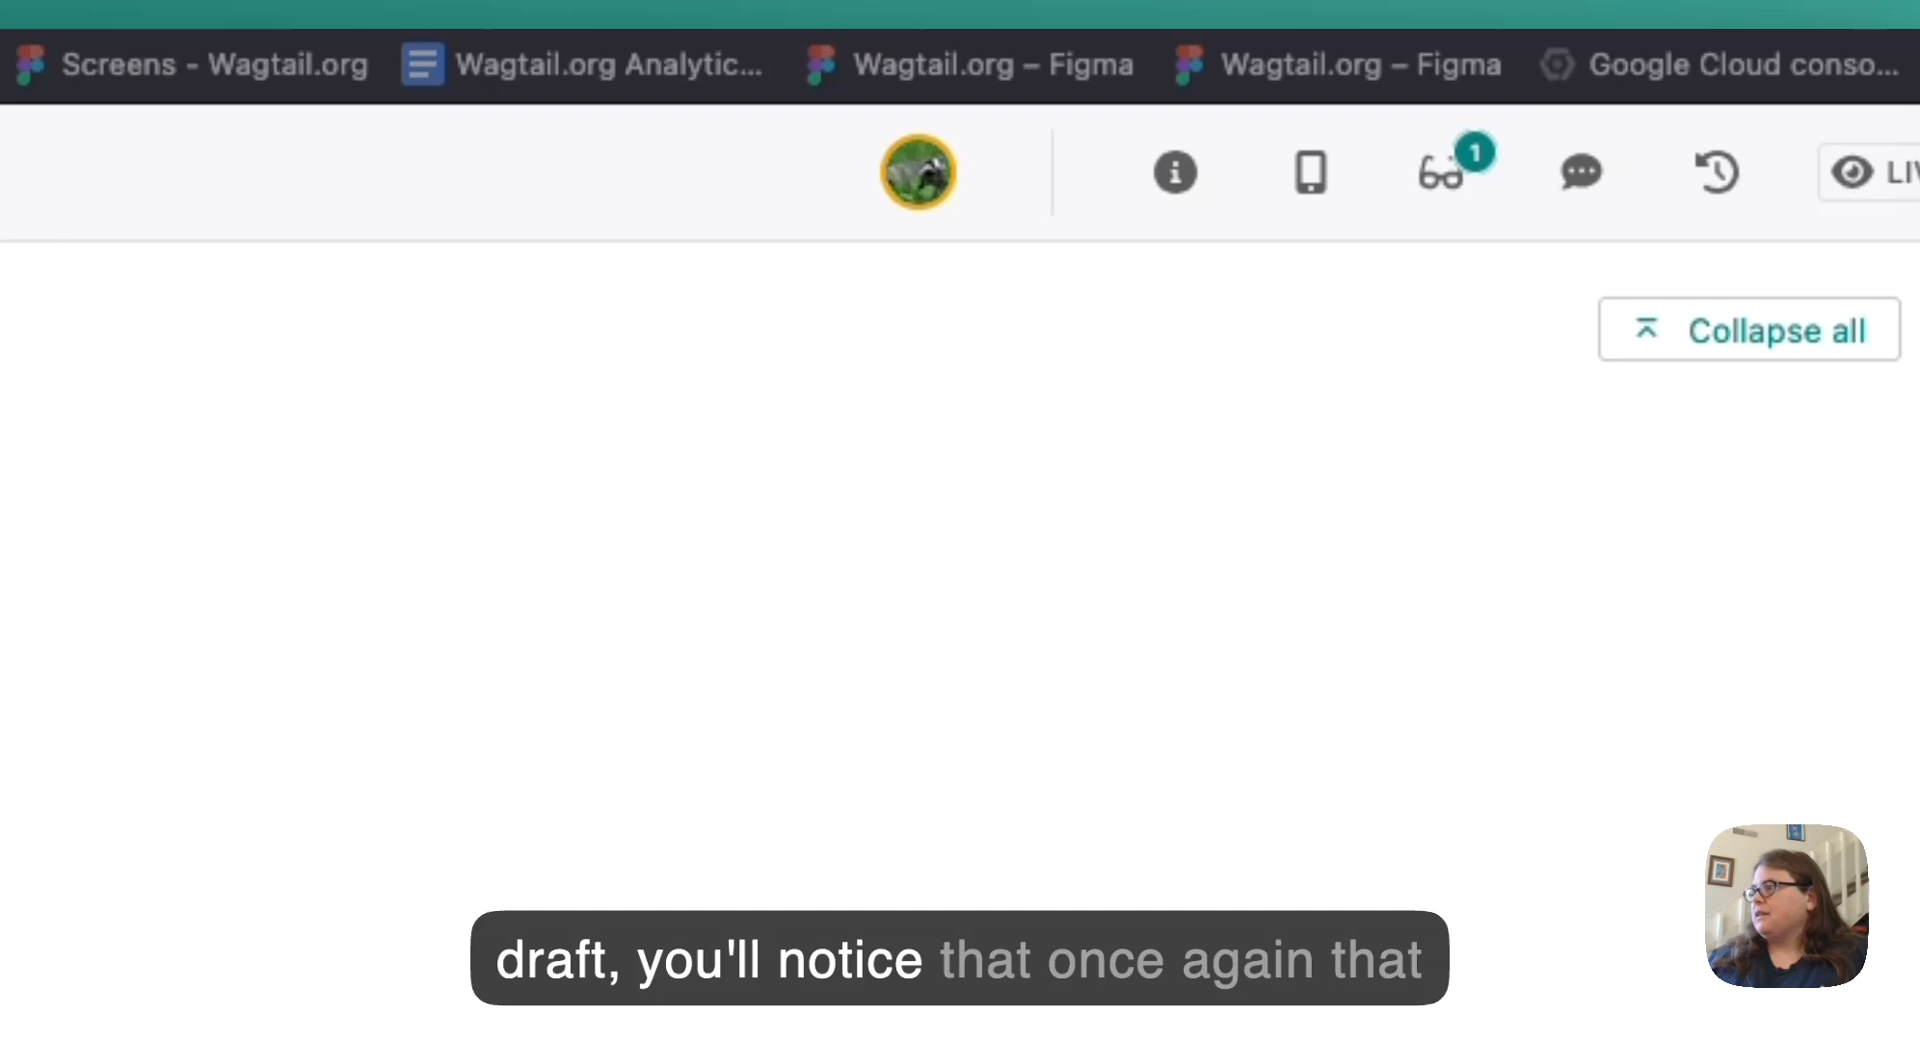 Screens - Wagtail.org
Wagtail.org Analytic...
Wagtail.org – Figma
Wagtail.org – Figma
Google Cloud conso...
1
LIV
Collapse all
draft, you'll notice that once again that